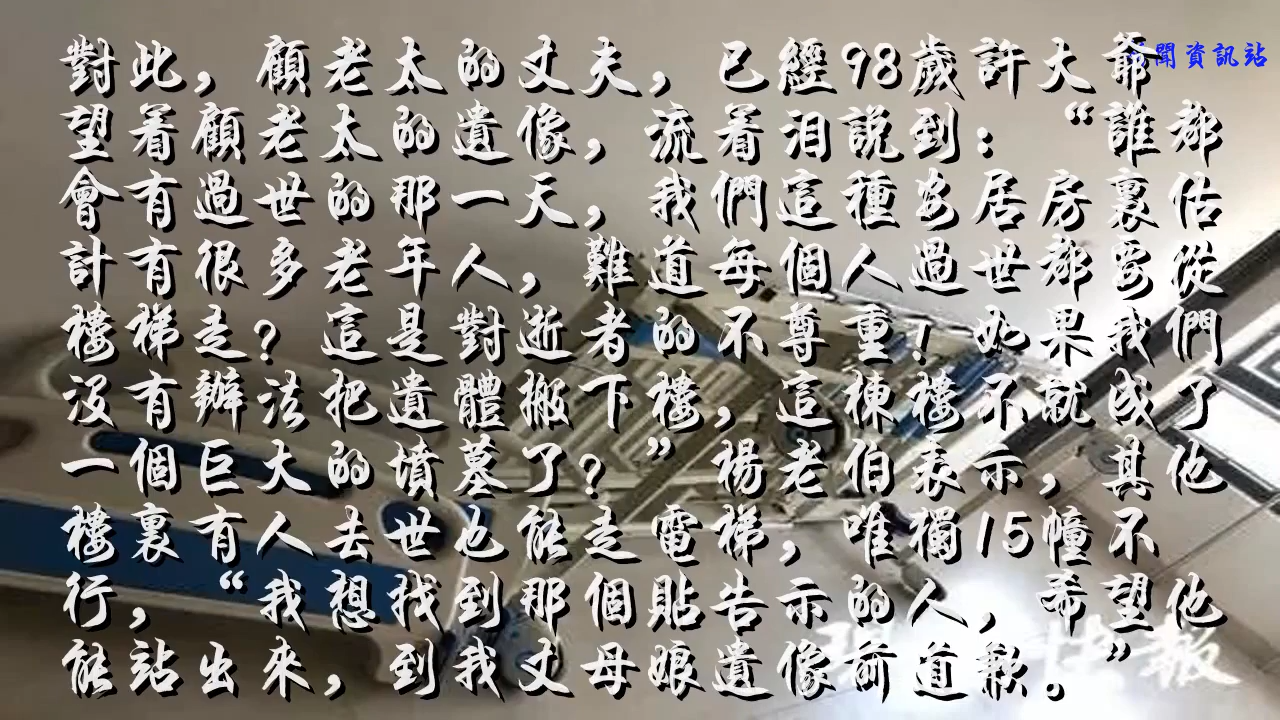 聞資訊站
對此，顧老太的丈夫，已經98歲許大爺
望着顧老太的遺像，流着泪説到：“誰都
會有過世的那一天，我們這種安居房裏估
計有很多老年人，難道每個人過世都要從
樓梯走？這是對逝者的不尊重！如果我們
没有辦法把遺體搬下樓，這棟樓不就成了
一個巨大的墳墓了？”楊老伯表示，其他
樓裏有人去世也能走電梯，唯獨15幢不
行，“我想找到那個貼告示的人，希望他
能站出來，到我丈母娘遺像前道歉。”
報